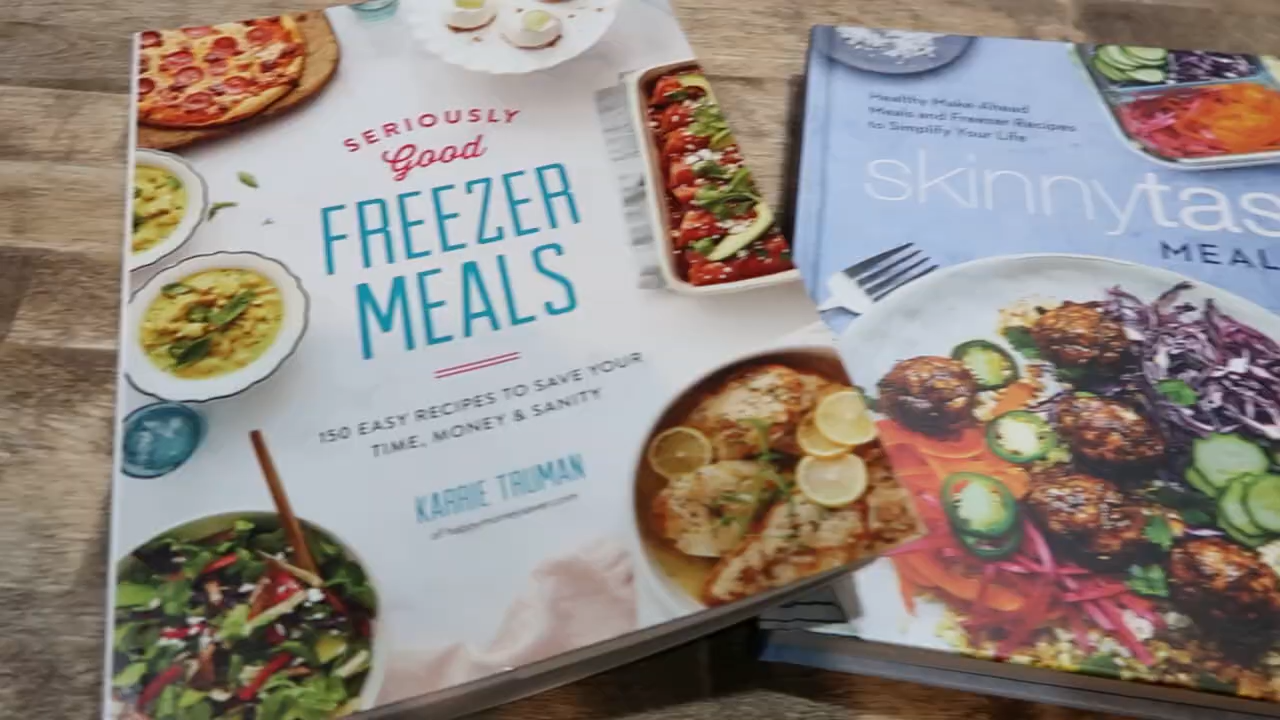 SERIOUSLY
Good
FREEZER
MEALS
150 EASY RECIPES TO SAVE YOUR
TIME, MONEY & SANITY
KARRIE TRUMAN
Healthy Make-Ahead
Meals and Freezer Recipes
to Simplify Your Life
skinnytas
MEAL